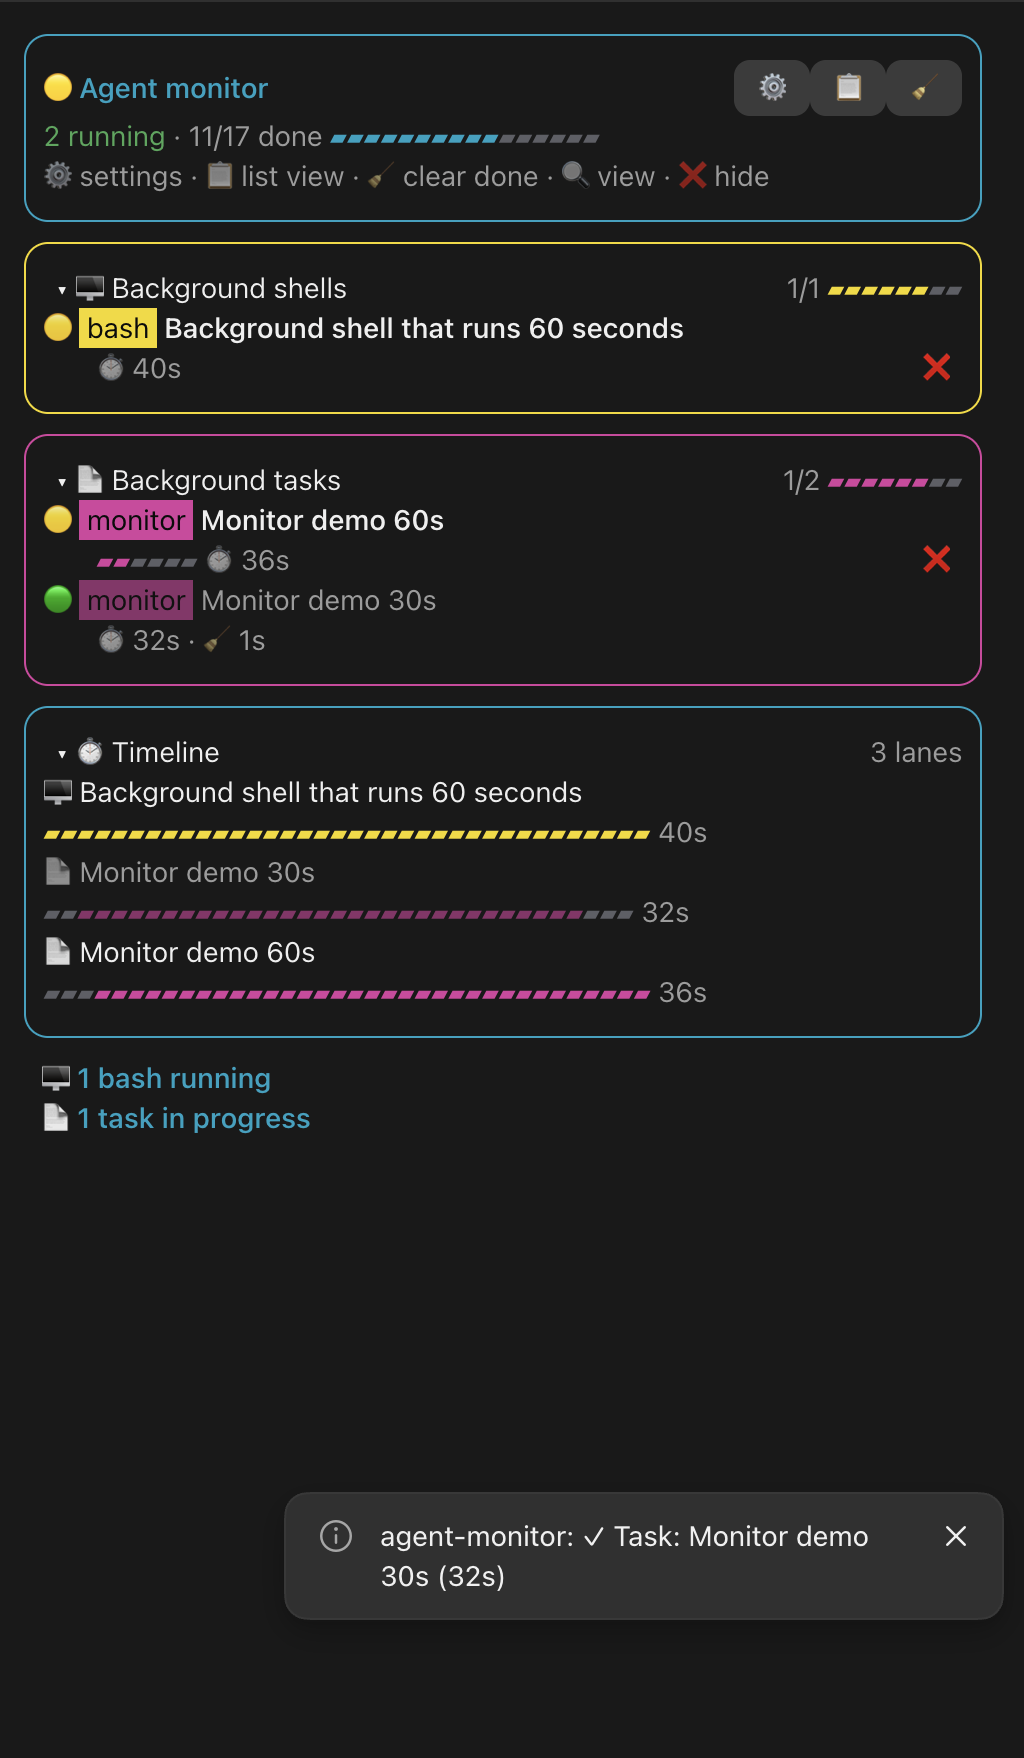 Agent monitor
2 running · 11/17 done
settings · list view · clear done · view · hide
Background shells 1/1
bash Background shell that runs 60 seconds
40s
Background tasks 1/2
monitor Monitor demo 60s
36s
monitor Monitor demo 30s
32s · 1s
Timeline 3 lanes
Background shell that runs 60 seconds
40s
Monitor demo 30s
32s
Monitor demo 60s
36s
1 bash running
1 task in progress
agent-monitor: ✓ Task: Monitor demo
30s (32s)